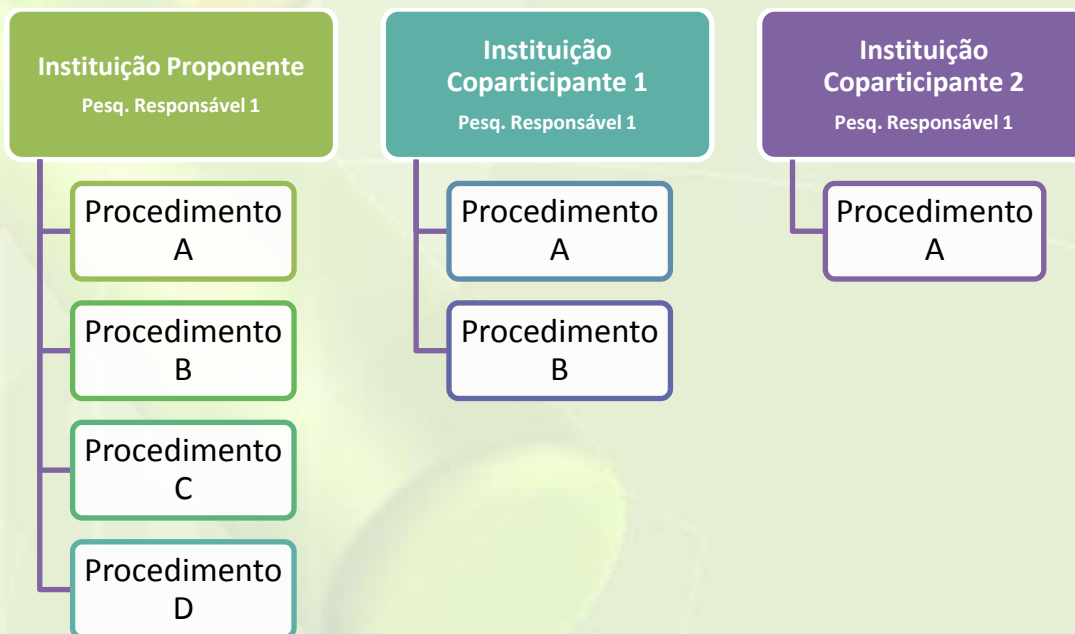 Instituição Proponente
Pesq. Responsável 1
Procedimento
A
Procedimento
B
Procedimento
C
Procedimento
D
Instituição
Coparticipante 1
Pesq. Responsável 1
Procedimento
A
Procedimento
B
Instituição
Coparticipante 2
Pesq. Responsável 1
Procedimento
A